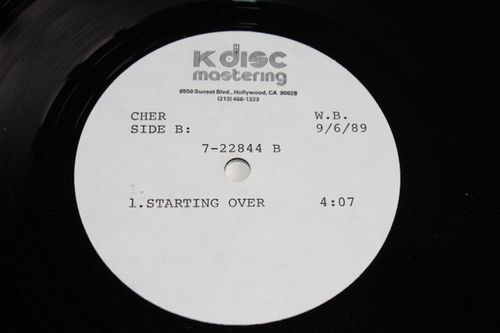 K disc
mastering
6550 Sunset Blvd., Hollywood, CA 90028
(213) 466-1323
CHER W.B.
SIDE B: 9/6/89
7-22844 B
1.STARTING OVER 4:07